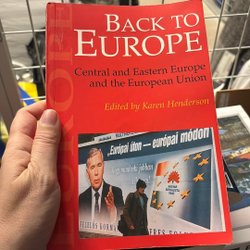 BACK TO
EUROPE
Central and Eastern Europe
and the European Union
Edited by Karen Henderson
Európai úton — európai módon